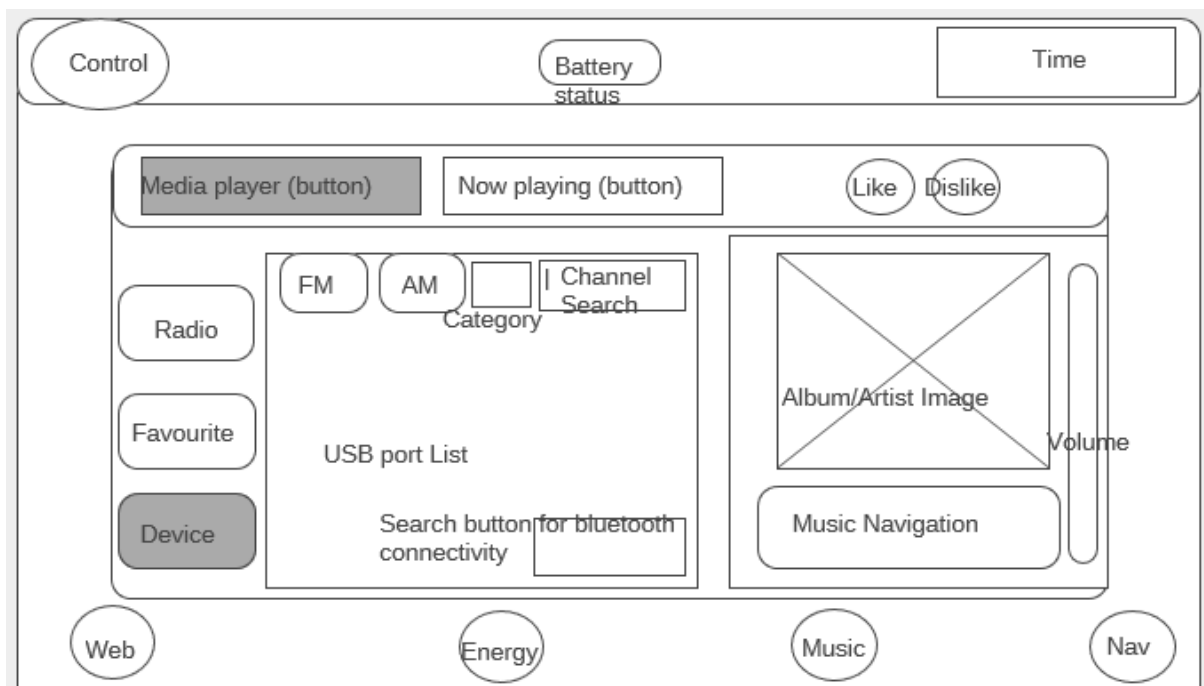 Control
Battery
status
Time
Media player (button)
Now playing (button)
Like
Dislike
FM
AM
Category
| Channel
Search
Radio
Favourite
Device
USB port List
Search button for bluetooth
connectivity
Album/Artist Image
Volume
Music Navigation
Web
Energy
Music
Nav